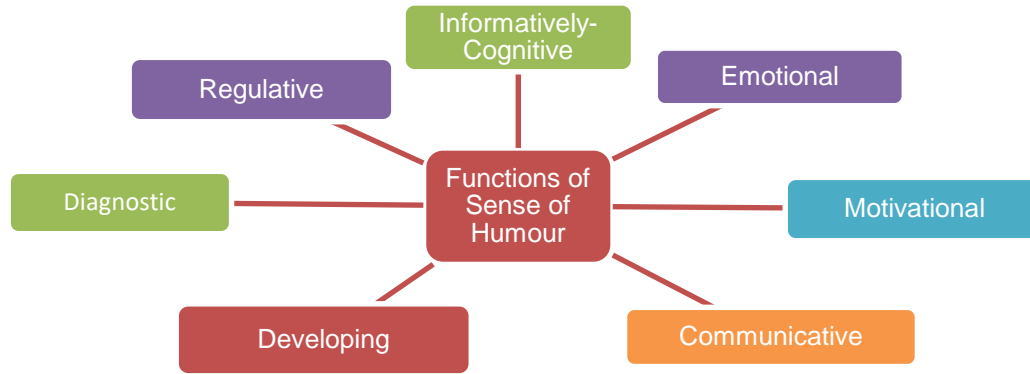 Informatively-
Cognitive
Regulative
Emotional
Functions of
Sense of
Humour
Diagnostic
Motivational
Developing
Communicative